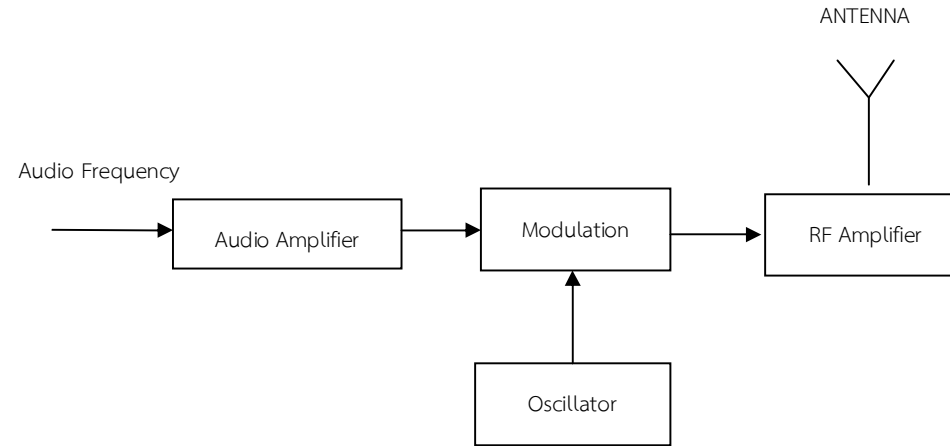 ANTENNA
Audio Frequency
Audio Amplifier
Modulation
RF Amplifier
Oscillator